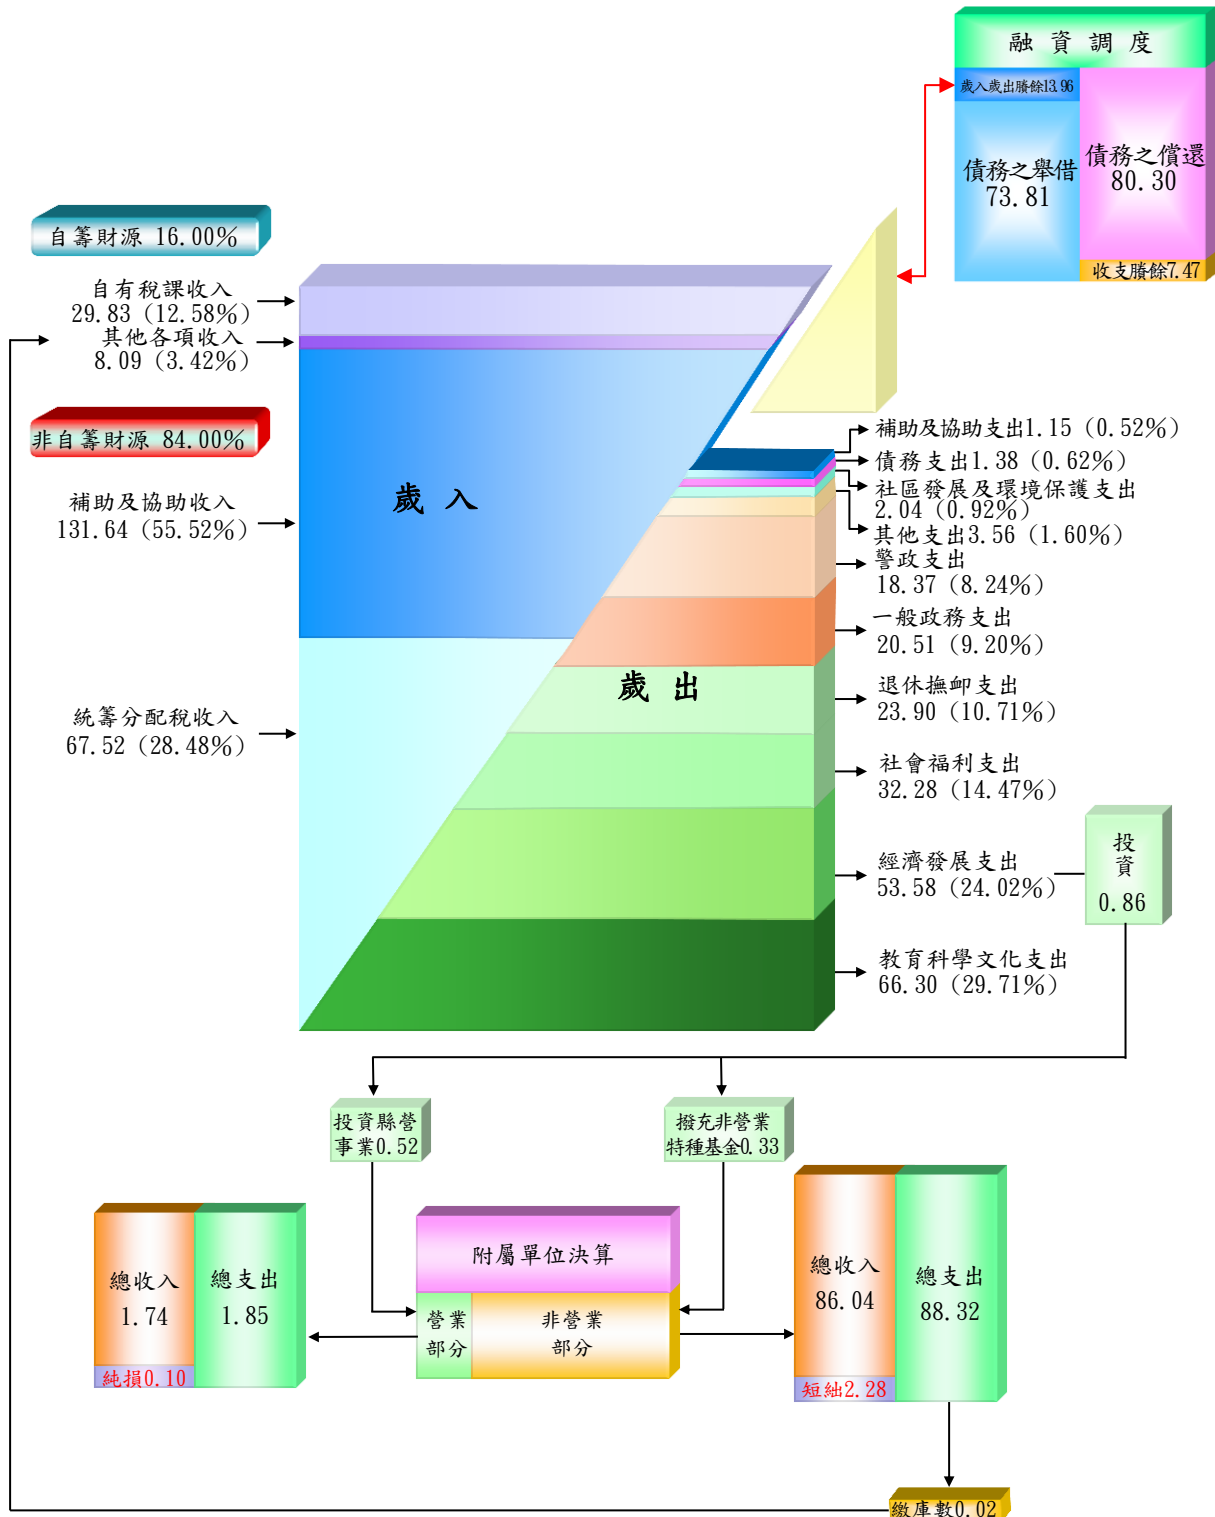 融資調度
歲入歲出賸餘13.96
債務之舉借
73.81
債務之償還
80.30
收支賸餘7.47
自籌財源 16.00%
自有稅課收入
29.83 (12.58%)
其他各項收入
8.09 (3.42%)
非自籌財源 84.00%
補助及協助收入
131.64 (55.52%)
統籌分配稅收入
67.52 (28.48%)
歲入
歲出
補助及協助支出1.15 (0.52%)
債務支出1.38 (0.62%)
社區發展及環境保護支出
2.04 (0.92%)
其他支出3.56 (1.60%)
警政支出
18.37 (8.24%)
一般政務支出
20.51 (9.20%)
退休撫卹支出
23.90 (10.71%)
社會福利支出
32.28 (14.47%)
經濟發展支出
53.58 (24.02%)
教育科學文化支出
66.30 (29.71%)
投資
0.86
投資縣營
事業0.52
撥充非營業
特種基金0.33
附屬單位決算
營業
部分
非營業
部分
總收入
1.74
純損0.10
總支出
1.85
總收入
86.04
短絀2.28
總支出
88.32
繳庫數0.02